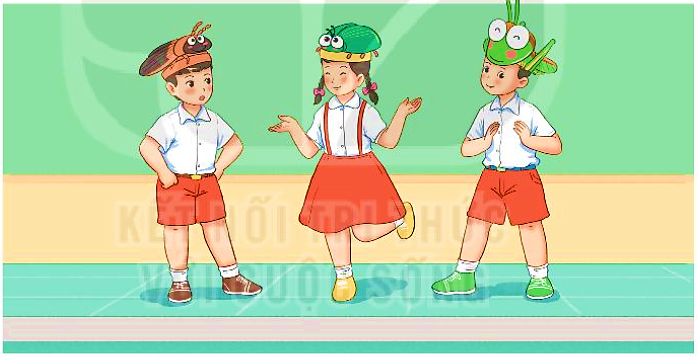 KẾT NỐI TRI THỨC
VỚI CUỘC SỐNG